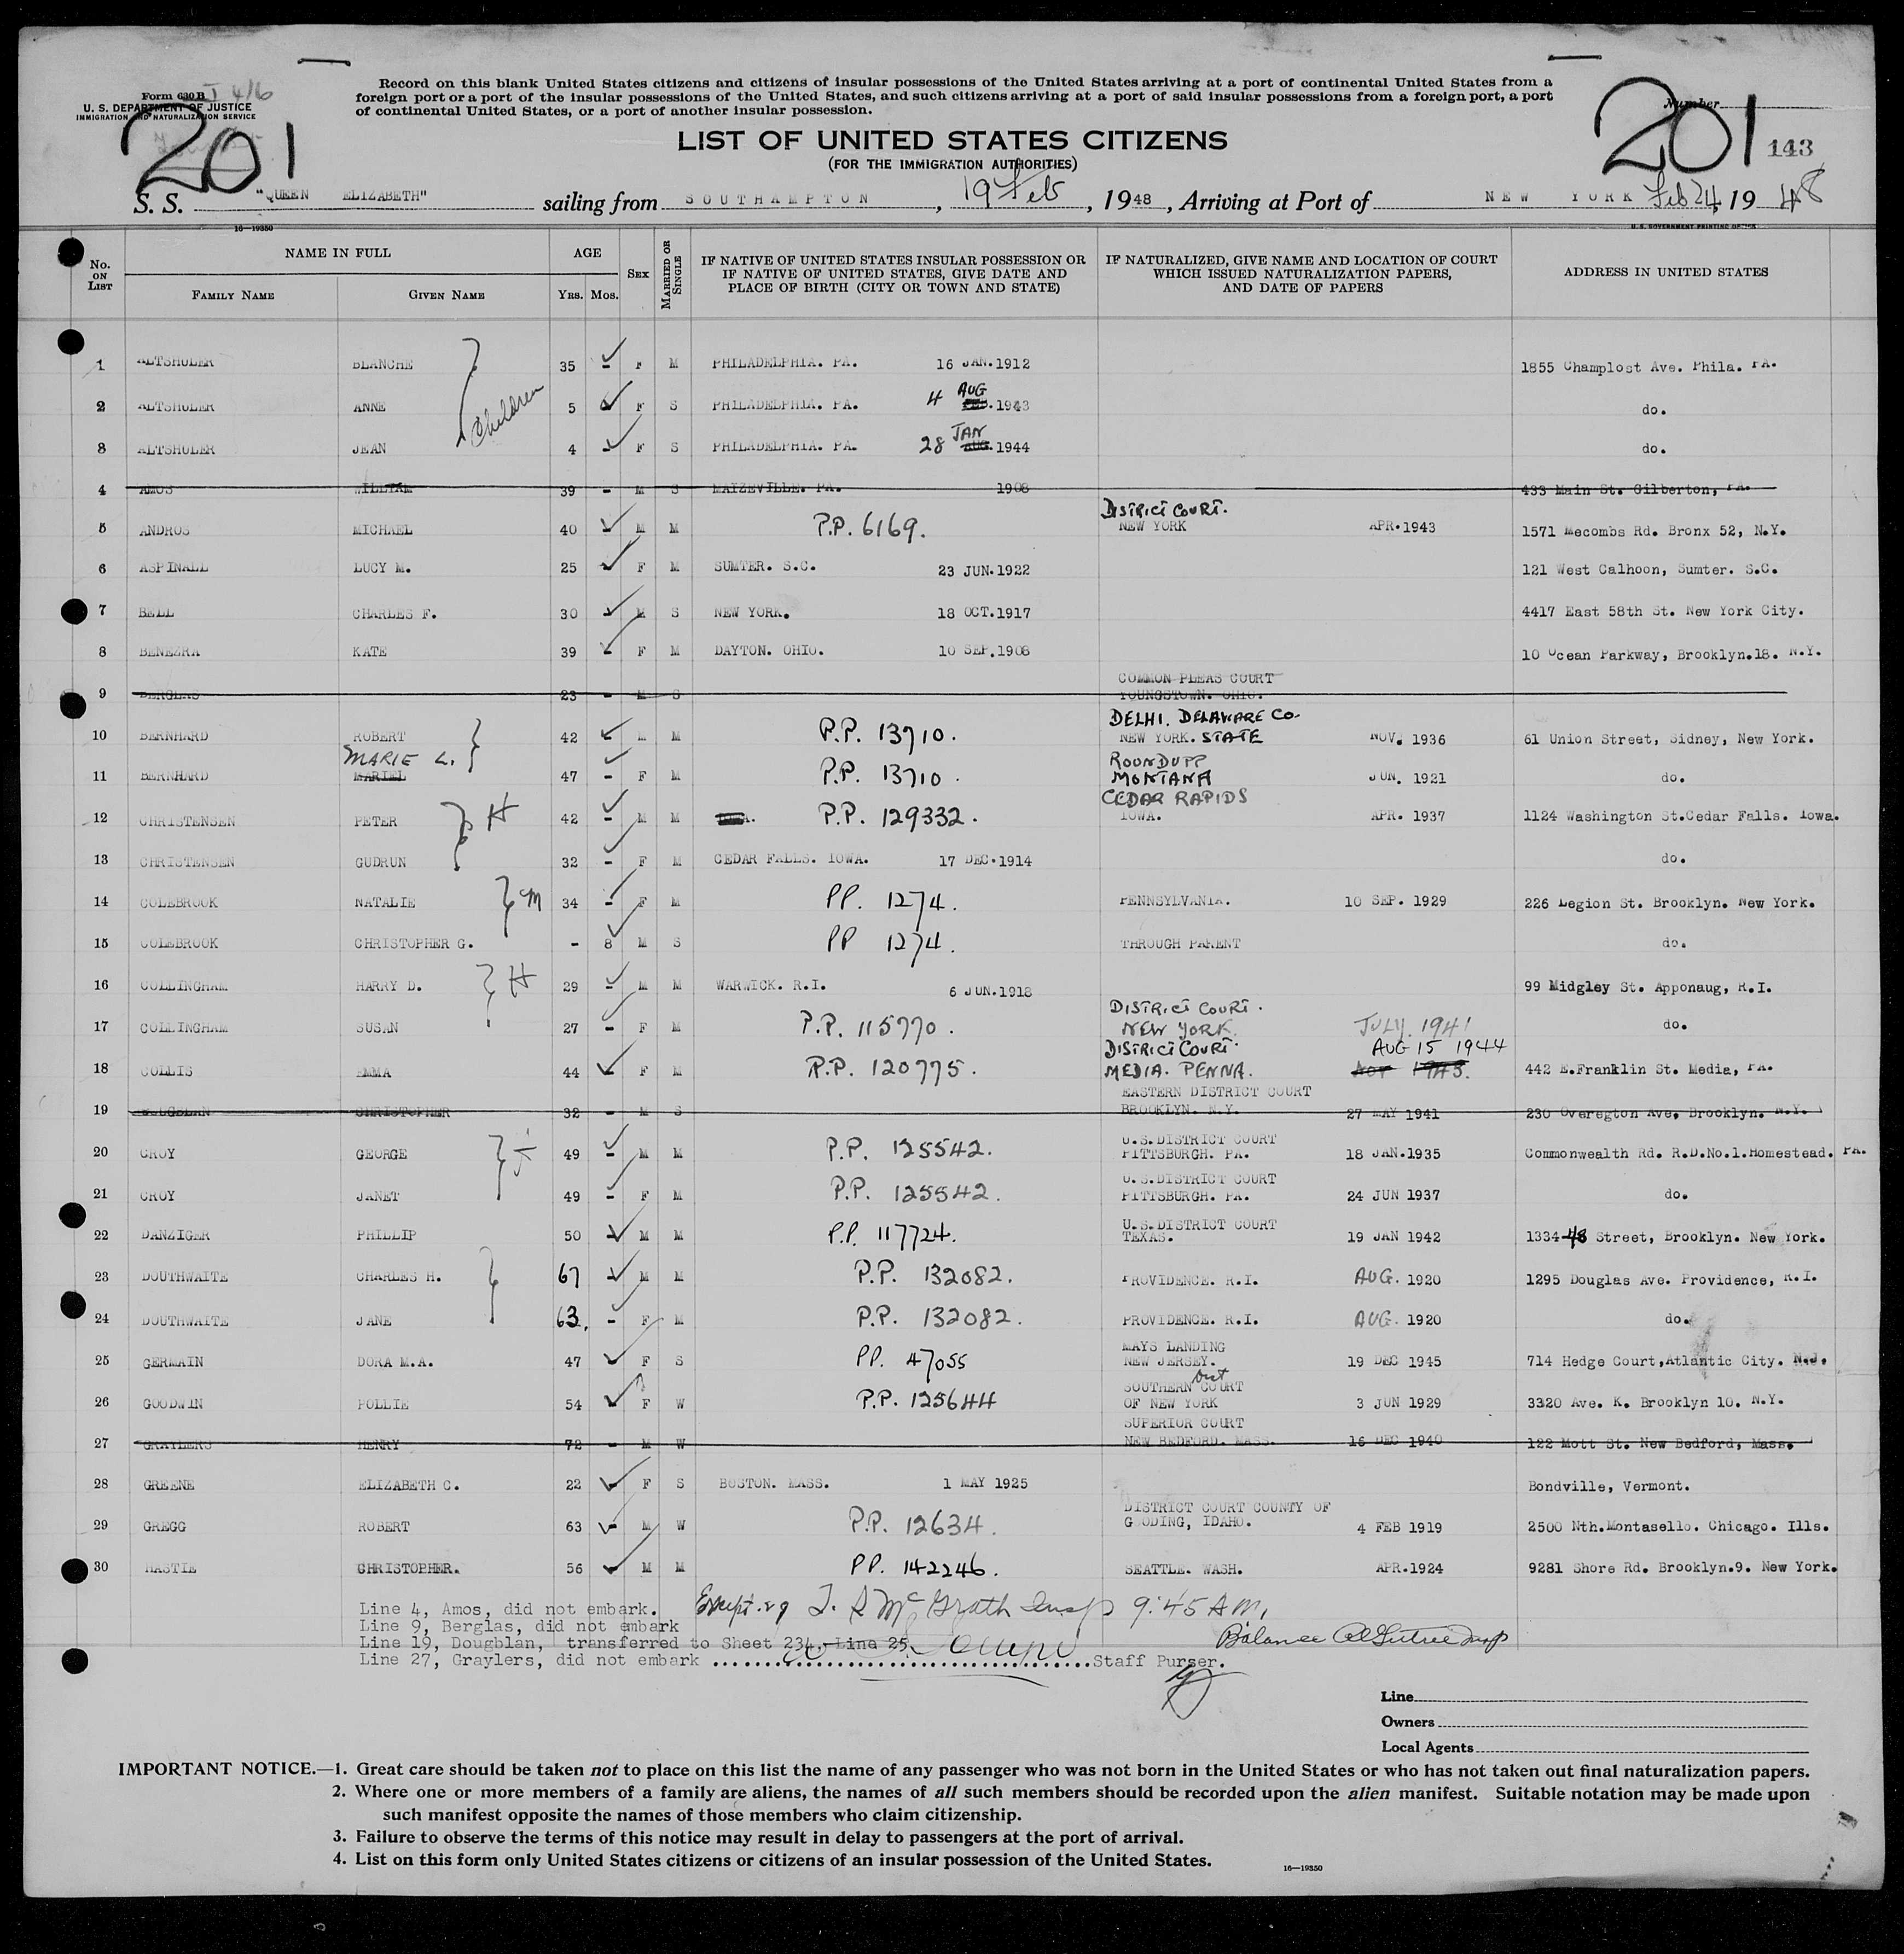 Form 630 B I 416
U. S. DEPARTMENT OF JUSTICE
IMMIGRATION AND NATURALIZATION SERVICE
Record on this blank United States citizens and citizens of insular possessions of the United States arriving at a port of continental United States from a
foreign port or a port of the insular possessions of the United States, and such citizens arriving at a port of said insular possessions from a foreign port, a port
of continental United States, or a port of another insular possession.
Number
201
201
143
LIST OF UNITED STATES CITIZENS
(FOR THE IMMIGRATION AUTHORITIES)
S. S. "QUEEN ELIZABETH" sailing from SOUTHAMPTON, 19 Feb, 1948, Arriving at Port of NEW YORK Feb 24, 1948
16—19350 U. S. GOVERNMENT PRINTING OFFICE
No. ON LIST NAME IN FULL AGE SEX MARRIED OR SINGLE IF NATIVE OF UNITED STATES INSULAR POSSESSION OR IF NATIVE OF UNITED STATES, GIVE DATE AND PLACE OF BIRTH (CITY OR TOWN AND STATE) IF NATURALIZED, GIVE NAME AND LOCATION OF COURT WHICH ISSUED NATURALIZATION PAPERS, AND DATE OF PAPERS ADDRESS IN UNITED STATES
FAMILY NAME GIVEN NAME YRS. MOS.
1 ALTSHULER BLANCHE 35 - F M PHILADELPHIA. PA. 16 JAN.1912 1855 Champlost Ave. Phila. PA.
children
2 ALTSHULER ANNE 5 F S PHILADELPHIA. PA. 4 AUG .1943 do.
3 ALTSHULER JEAN 4 - F S PHILADELPHIA. PA. 28 JAN AUG. 1944 do.
4 AMOS WILLIAM 39 - M S MAIZEVILLE. PA. 1908 433 Main St. Gilberton, PA.
DISTRICT COURT.
5 ANDROS MICHAEL 40 - M M P.P. 6169. NEW YORK APR.1943 1571 Mecombs Rd. Bronx 52, N.Y.
6 ASPINALL LUCY M. 25 - F M SUMTER. S.C. 23 JUN.1922 121 West Calhoon, Sumter. S.C.
7 BELL CHARLES F. 30 - M S NEW YORK. 18 OCT.1917 4417 East 58th St. New York City.
8 BENEZRA KATE 39 - F M DAYTON. OHIO. 10 SEP.1908 10 Ocean Parkway, Brooklyn.18. N.Y.
COMMON PLEAS COURT
9 BERGLAS 23 - M S YOUNGSTOWN. OHIO.
DELHI. DELAWARE CO.
10 BERNHARD ROBERT 42 - M M P.P. 13710. NEW YORK. STATE NOV. 1936 61 Union Street, Sidney, New York.
MARIE L. ROUNDUPP
11 BERNHARD MARIEL 47 - F M P.P. 13710. MONTANA JUN. 1921 do.
CEDAR RAPIDS
12 CHRISTENSEN PETER H 42 - M M P.P. 129332. IOWA. APR. 1937 1124 Washington St.Cedar Falls. Iowa.
13 CHRISTENSEN GUDRUN 32 - F M CEDAR FALLS. IOWA. 17 DEC.1914 do.
14 COLEBROOK NATALIE M 34 - F M PP. 1274. PENNSYLVANIA. 10 SEP. 1929 226 Legion St. Brooklyn. New York.
15 COLEBROOK CHRISTOPHER G. - 8 M S PP 1274. THROUGH PARENT do.
16 COLLINGHAM HARRY D. H 29 - M M WARWICK. R.I. 6 JUN.1918 99 Midgley St. Apponaug, R.I.
DISTRICT COURT.
17 COLLINGHAM SUSAN 27 - F M P.P. 115770. NEW YORK. JULY. 1941 do.
DISTRICT COURT. AUG 15 1944
18 COLLIS EMMA 44 F M P.P. 120775. MEDIA. PENNA. 1943. 442 E.Franklin St. Media, PA.
EASTERN DISTRICT COURT
19 DOUGBLAN CHRISTOPHER 32 - M S BROOKLYN. N.Y. 27 MAY 1941 230 Overegton Ave, Brooklyn. N.Y.
U.S.DISTRICT COURT
20 CROY GEORGE 49 - M M P.P. 125542. PITTSBURGH. PA. 18 JAN.1935 Commonwealth Rd. R.D.No.1.Homestead. PA.
U.S.DISTRICT COURT
21 CROY JANET 49 - F M P.P. 125542. PITTSBURGH. PA. 24 JUN 1937 do.
U.S.DISTRICT COURT
22 DANZIGER PHILLIP 50 - M M P.P. 117724. TEXAS. 19 JAN 1942 1334-48 Street, Brooklyn. New York.
23 DOUTHWAITE CHARLES H. 67 - M M P.P. 132082. PROVIDENCE. R.I. AUG. 1920 1295 Douglas Ave. Providence, R.I.
24 DOUTHWAITE JANE 63. - F M P.P. 132082. PROVIDENCE. R.I. AUG. 1920 do.
MAYS LANDING
25 GERMAIN DORA M.A. 47 F S PP. 47055 NEW JERSEY. 19 DEC 1945 714 Hedge Court,Atlantic City. N.J.
SOUTHERN Dist COURT
26 GOODWIN POLLIE 54 F W P.P. 125644 OF NEW YORK 3 JUN 1929 3320 Ave. K. Brooklyn 10. N.Y.
SUPERIOR COURT
27 GRAYLERS HENRY 72 - M W NEW BEDFORD. MASS. 16 DEC 1940 122 Mott St. New Bedford, Mass.
28 GREENE ELIZABETH C. 22 F S BOSTON. MASS. 1 MAY 1925 Bondville, Vermont.
DISTRICT COURT COUNTY OF
29 GREGG ROBERT 63 - M W P.P. 12634. GOODING, IDAHO. 4 FEB 1919 2500 Nth.Montasello. Chicago. Ills.
30 HASTIE CHRISTOPHER. 56 M M PP. 142246. SEATTLE. WASH. APR.1924 9281 Shore Rd. Brooklyn.9. New York.
Line 4, Amos, did not embark. Except. 29 McGrath Insp 9:45 AM.
Line 9, Berglas, did not embark
Line 19, Dougblan, transferred to Sheet 234, Line 25. Balance Insp
Line 27, Graylers, did not embark ........ Staff Purser.
Line
Owners
Local Agents
IMPORTANT NOTICE.—1. Great care should be taken not to place on this list the name of any passenger who was not born in the United States or who has not taken out final naturalization papers.
2. Where one or more members of a family are aliens, the names of all such members should be recorded upon the alien manifest. Suitable notation may be made upon
such manifest opposite the names of those members who claim citizenship.
3. Failure to observe the terms of this notice may result in delay to passengers at the port of arrival.
4. List on this form only United States citizens or citizens of an insular possession of the United States.
16—19350